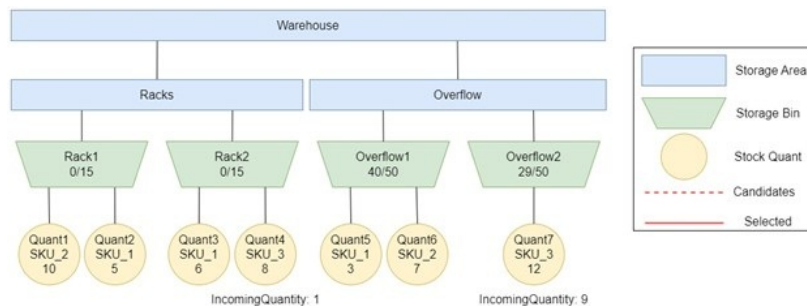 Warehouse
Storage Area
Racks
Overflow
Storage Bin
Rack1
0/15
Rack2
0/15
Overflow1
40/50
Overflow2
29/50
Stock Quant
Candidates
Selected
Quant1
SKU_2
10
Quant2
SKU_1
5
Quant3
SKU_1
6
Quant4
SKU_3
8
Quant5
SKU_1
3
Quant6
SKU_2
7
Quant7
SKU_3
12
IncomingQuantity: 1
IncomingQuantity: 9